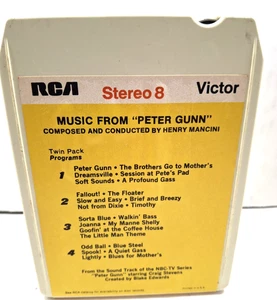 RCA Stereo 8 Victor
MUSIC FROM "PETER GUNN"
COMPOSED AND CONDUCTED BY HENRY MANCINI
Twin Pack
Programs
1 Peter Gunn • The Brothers Go to Mother's
Dreamsville • Session at Pete's Pad
Soft Sounds • A Profound Gass
2 Fallout! • The Floater
Slow and Easy • Brief and Breezy
Not from Dixie • Timothy
3 Sorta Blue • Walkin' Bass
Joanna • My Manne Shelly
Goofin' at the Coffee House
The Little Man Theme
4 Odd Ball • Blue Steel
Spook! • A Quiet Gass
Lightly • Blues for Mother's
From the Sound Track of the NBC-TV Series
"Peter Gunn" starring Craig Stevens
Created by Blake Edwards